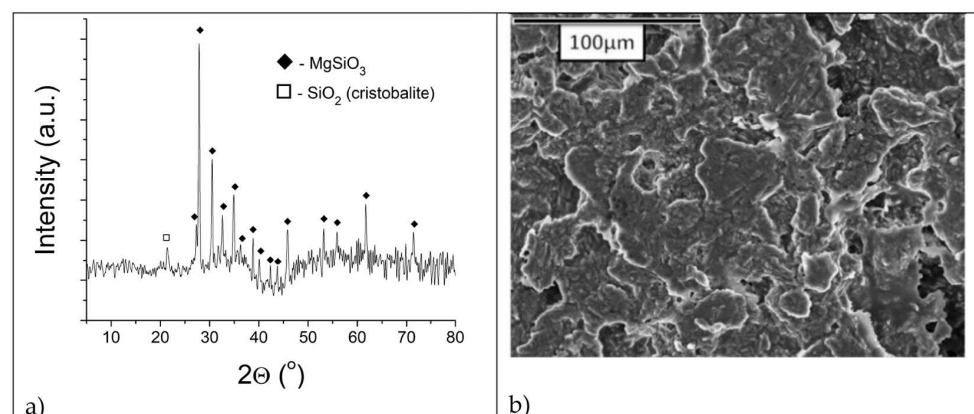 Intensity (a.u.)
◆ - MgSiO₃
□ - SiO₂ (cristobalite)
10 20 30 40 50 60 70 80
2Θ (°)
a)
100µm
b)